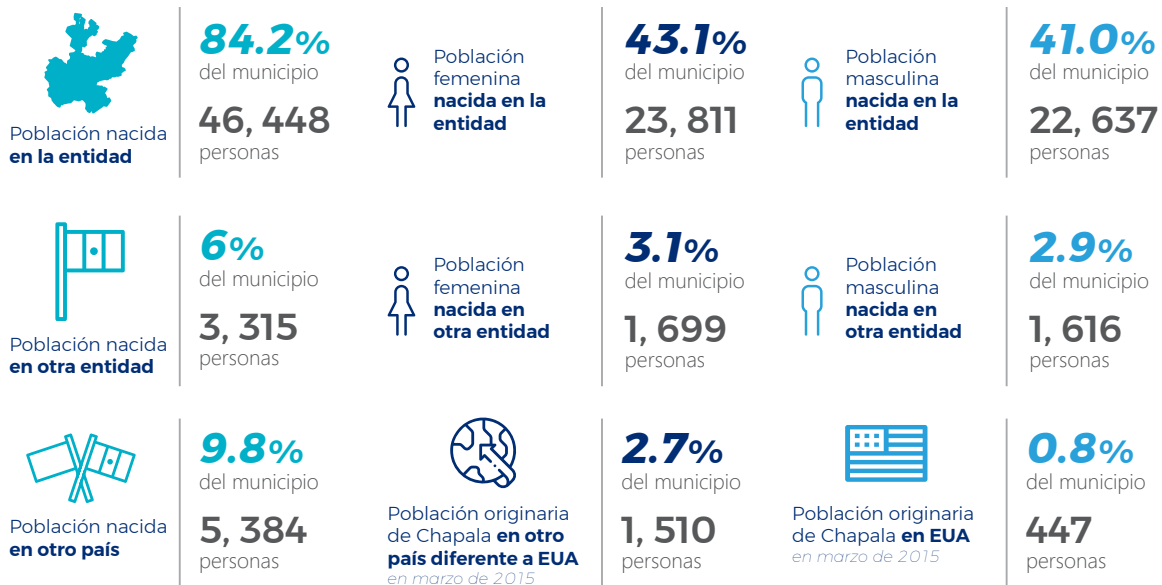 Población nacida
en la entidad
84.2%
del municipio
46, 448
personas
Población
femenina
nacida en la
entidad
43.1%
del municipio
23, 811
personas
Población
masculina
nacida en la
entidad
41.0%
del municipio
22, 637
personas
Población nacida
en otra entidad
6%
del municipio
3, 315
personas
Población
femenina
nacida en
otra entidad
3.1%
del municipio
1, 699
personas
Población
masculina
nacida en
otra entidad
2.9%
del municipio
1, 616
personas
Población nacida
en otro país
9.8%
del municipio
5, 384
personas
Población originaria
de Chapala en otro
país diferente a EUA
en marzo de 2015
2.7%
del municipio
1, 510
personas
Población originaria
de Chapala en EUA
en marzo de 2015
0.8%
del municipio
447
personas